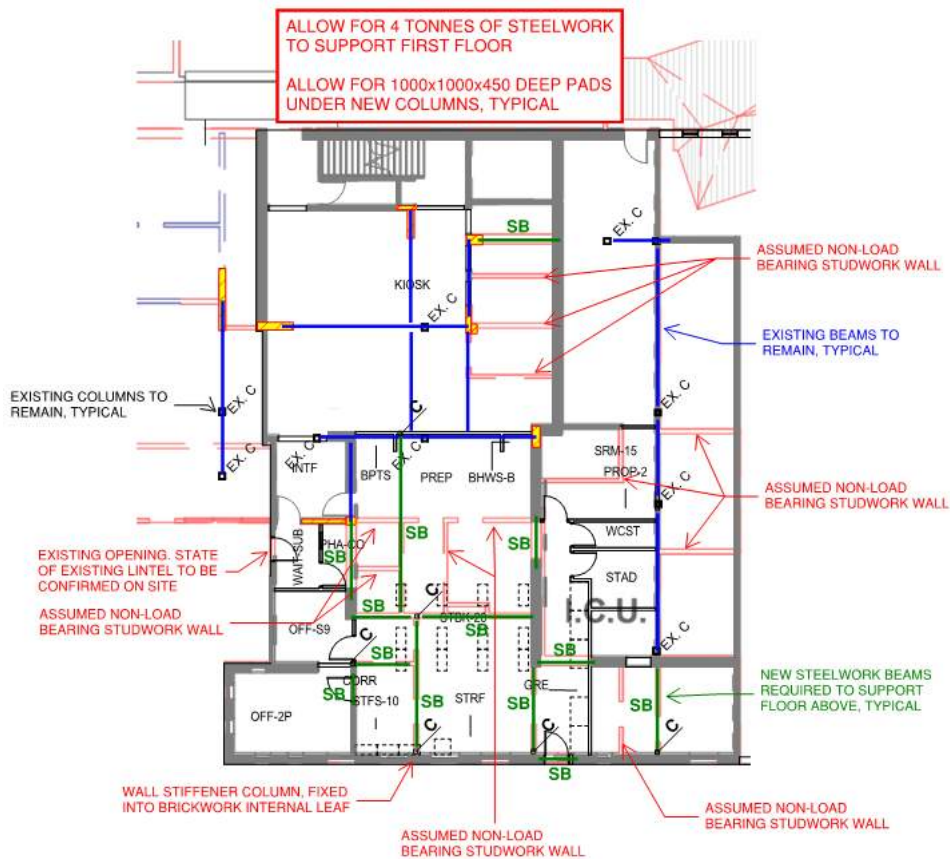 ALLOW FOR 4 TONNES OF STEELWORK
TO SUPPORT FIRST FLOOR
ALLOW FOR 1000x1000x450 DEEP PADS
UNDER NEW COLUMNS, TYPICAL
SB
EX. C
ASSUMED NON-LOAD
BEARING STUDWORK WALL
KIOSK
EX. C
EXISTING BEAMS TO
REMAIN, TYPICAL
EXISTING COLUMNS TO
REMAIN, TYPICAL
EX. C
EX. C
C
EX. C
EX. C
EX. C
INTF
BPTS
PREP
BHWS-B
SRM-15
PROP-2
EX. C
ASSUMED NON-LOAD
BEARING STUDWORK WALL
EXISTING OPENING. STATE
OF EXISTING LINTEL TO BE
CONFIRMED ON SITE
WAIT-SUB
PHA-CO
SB
SB
SB
WCST
STAD
I.C.U.
ASSUMED NON-LOAD
BEARING STUDWORK WALL
OFF-S9
SB
C
STBK-20
SB
C
EX. C
SB
SB
OFF-2P
CORR
SB
STFS-10
SB
STRF
SB
GRE
SB
NEW STEELWORK BEAMS
REQUIRED TO SUPPORT
FLOOR ABOVE, TYPICAL
C
C
C
SB
WALL STIFFENER COLUMN, FIXED
INTO BRICKWORK INTERNAL LEAF
ASSUMED NON-LOAD
BEARING STUDWORK WALL
ASSUMED NON-LOAD
BEARING STUDWORK WALL